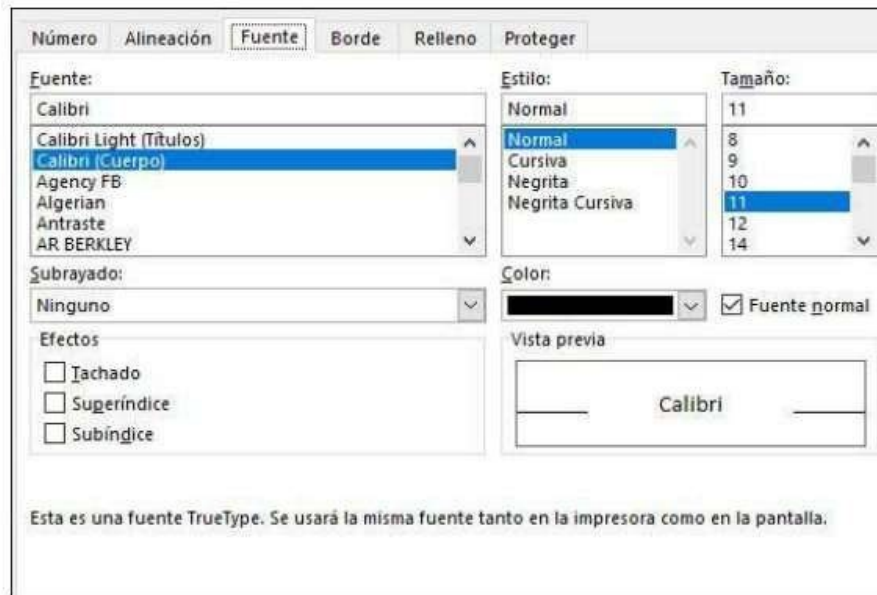 Número Alineación Fuente Borde Relleno Proteger
Fuente: Estilo: Tamaño:
Calibri Normal 11
Calibri Light (Títulos) Normal 8
Calibri (Cuerpo) Cursiva 9
Agency FB Negrita 10
Algerian Negrita Cursiva 11
Antraste 12
AR BERKLEY 14
Subrayado: Color:
Ninguno Fuente normal
Efectos Vista previa
Tachado
Superíndice Calibri
Subíndice
Esta es una fuente TrueType. Se usará la misma fuente tanto en la impresora como en la pantalla.